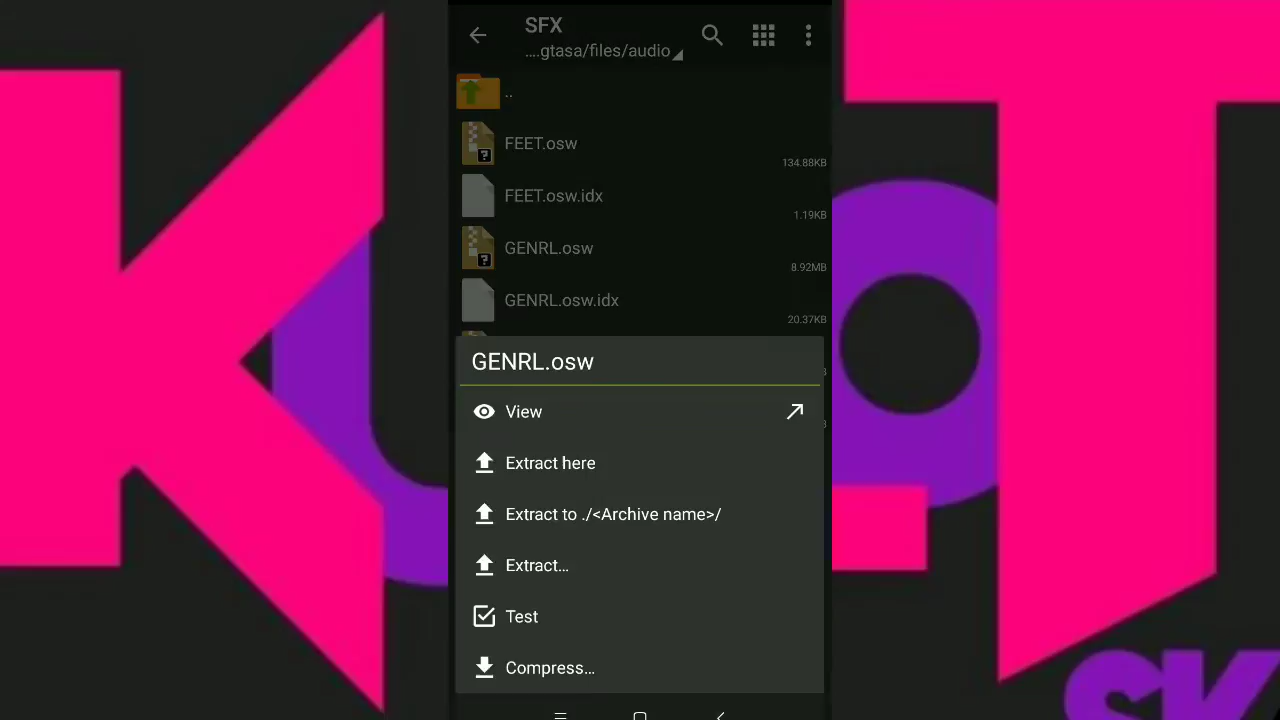 SFX
....gtasa/files/audio
..
FEET.osw
134.88KB
FEET.osw.idx
1.19KB
GENRL.osw
8.92MB
GENRL.osw.idx
20.37KB
GENRL.osw
View
Extract here
Extract to ./<Archive name>/
Extract...
Test
Compress...